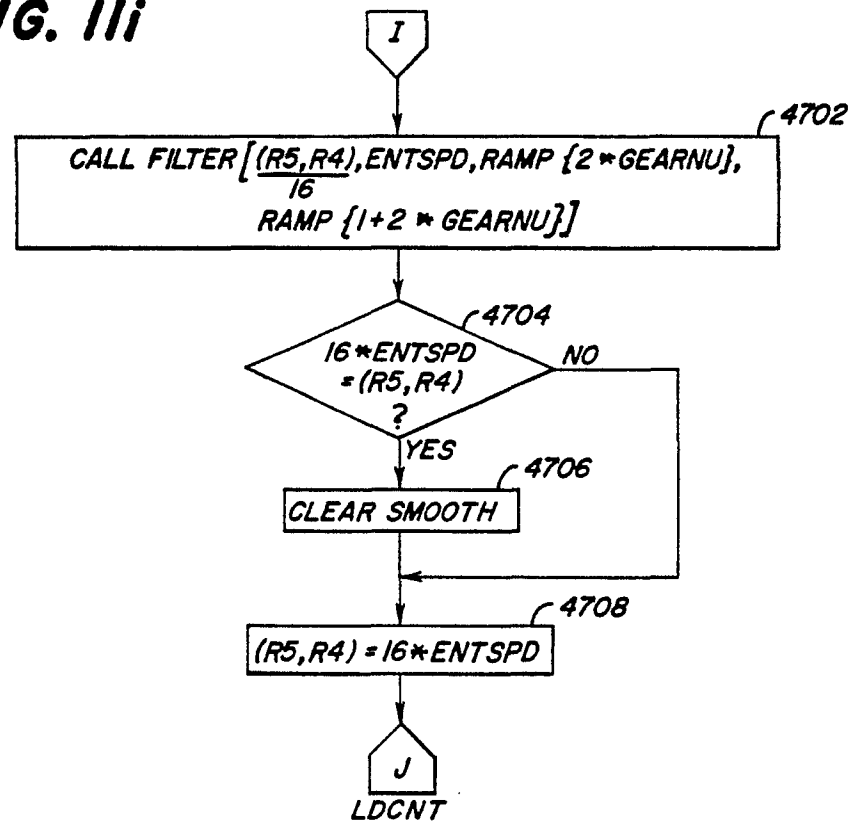 IG. 11i
I
4702
CALL FILTER[(R5,R4),ENTSPD,RAMP {2*GEARNU},
16
RAMP {1+2*GEARNU}]
4704
16*ENTSPD
=(R5,R4)
?
NO
YES
4706
CLEAR SMOOTH
4708
(R5,R4)=16*ENTSPD
J
LDCNT